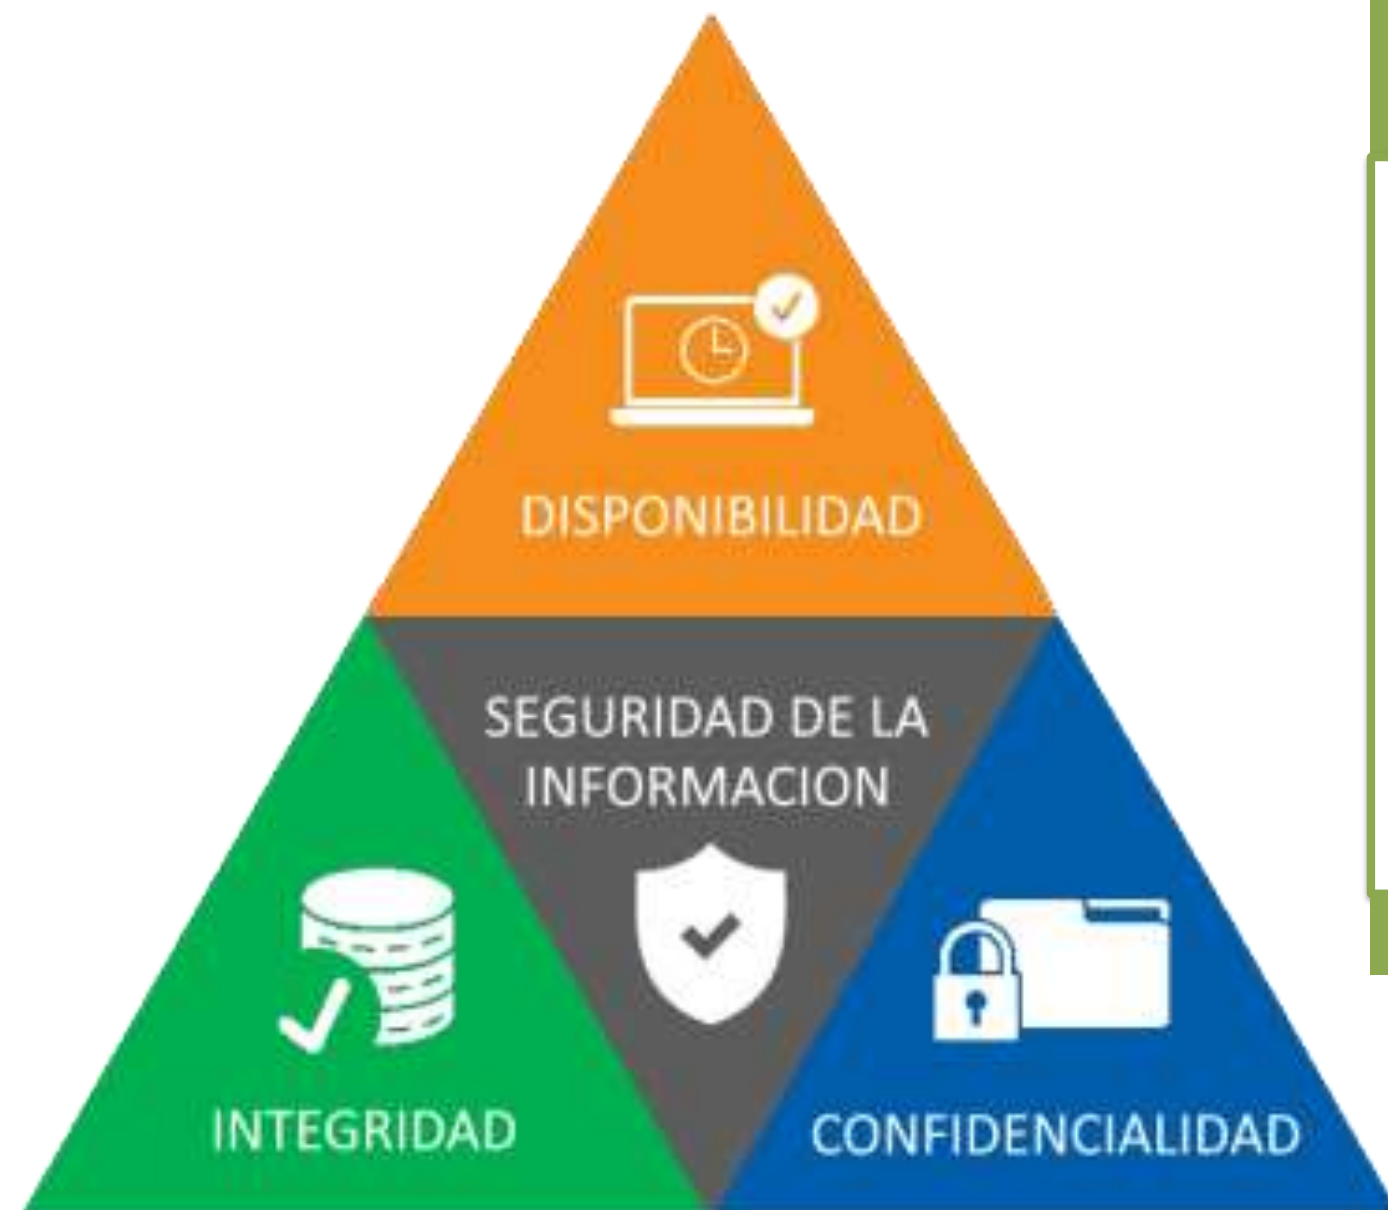 DISPONIBILIDAD
SEGURIDAD DE LA
INFORMACION
INTEGRIDAD
CONFIDENCIALIDAD